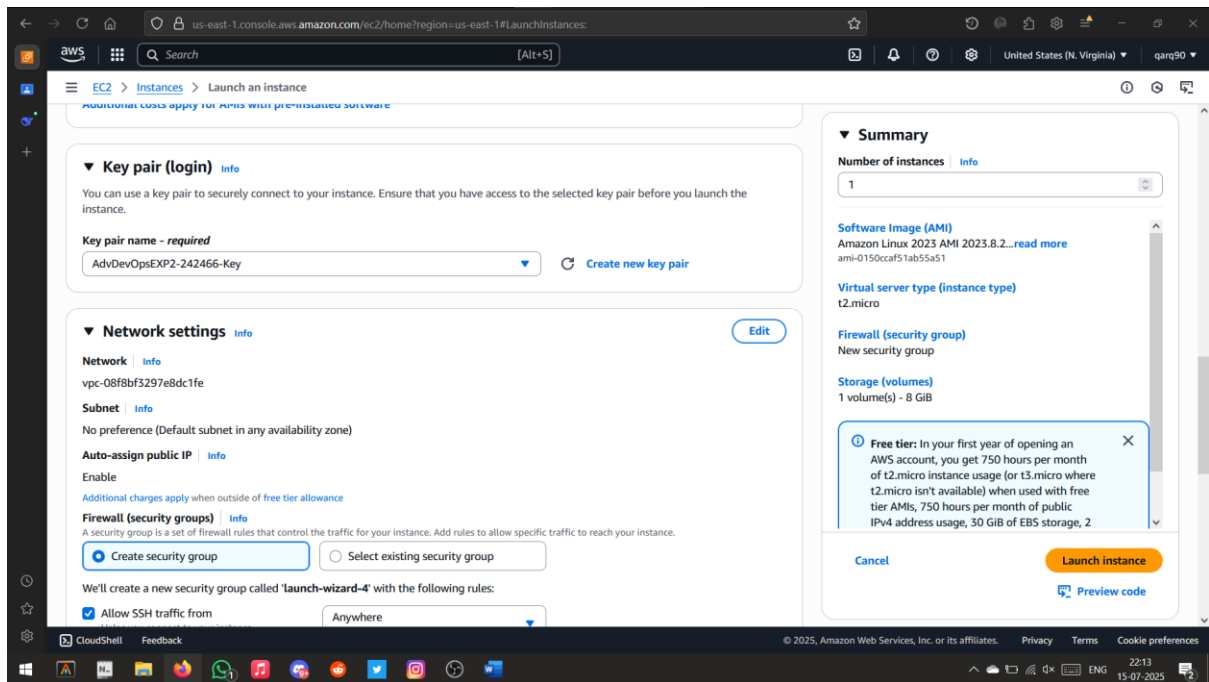 us-east-1.console.aws.amazon.com/ec2/home?region=us-east-1#LaunchInstances:
aws
Search
[Alt+S]
United States (N. Virginia)
qarq90
EC2 > Instances > Launch an instance
Additional costs apply for AMIs with pre-installed software
Key pair (login) Info
You can use a key pair to securely connect to your instance. Ensure that you have access to the selected key pair before you launch the
instance.
Key pair name - required
AdvDevOpsEXP2-242466-Key
Create new key pair
Network settings Info
Edit
Network Info
vpc-08f8bf3297e8dc1fe
Subnet Info
No preference (Default subnet in any availability zone)
Auto-assign public IP Info
Enable
Additional charges apply when outside of free tier allowance
Firewall (security groups) Info
A security group is a set of firewall rules that control the traffic for your instance. Add rules to allow specific traffic to reach your instance.
Create security group
Select existing security group
We'll create a new security group called 'launch-wizard-4' with the following rules:
Allow SSH traffic from
Anywhere
Summary
Number of instances Info
1
Software Image (AMI)
Amazon Linux 2023 AMI 2023.8.2...read more
ami-0150ccaf51ab55a51
Virtual server type (instance type)
t2.micro
Firewall (security group)
New security group
Storage (volumes)
1 volume(s) - 8 GiB
Free tier: In your first year of opening an
AWS account, you get 750 hours per month
of t2.micro instance usage (or t3.micro where
t2.micro isn't available) when used with free
tier AMIs, 750 hours per month of public
IPv4 address usage, 30 GiB of EBS storage, 2
Cancel
Launch instance
Preview code
CloudShell
Feedback
© 2025, Amazon Web Services, Inc. or its affiliates.
Privacy
Terms
Cookie preferences
ENG
22:13
15-07-2025